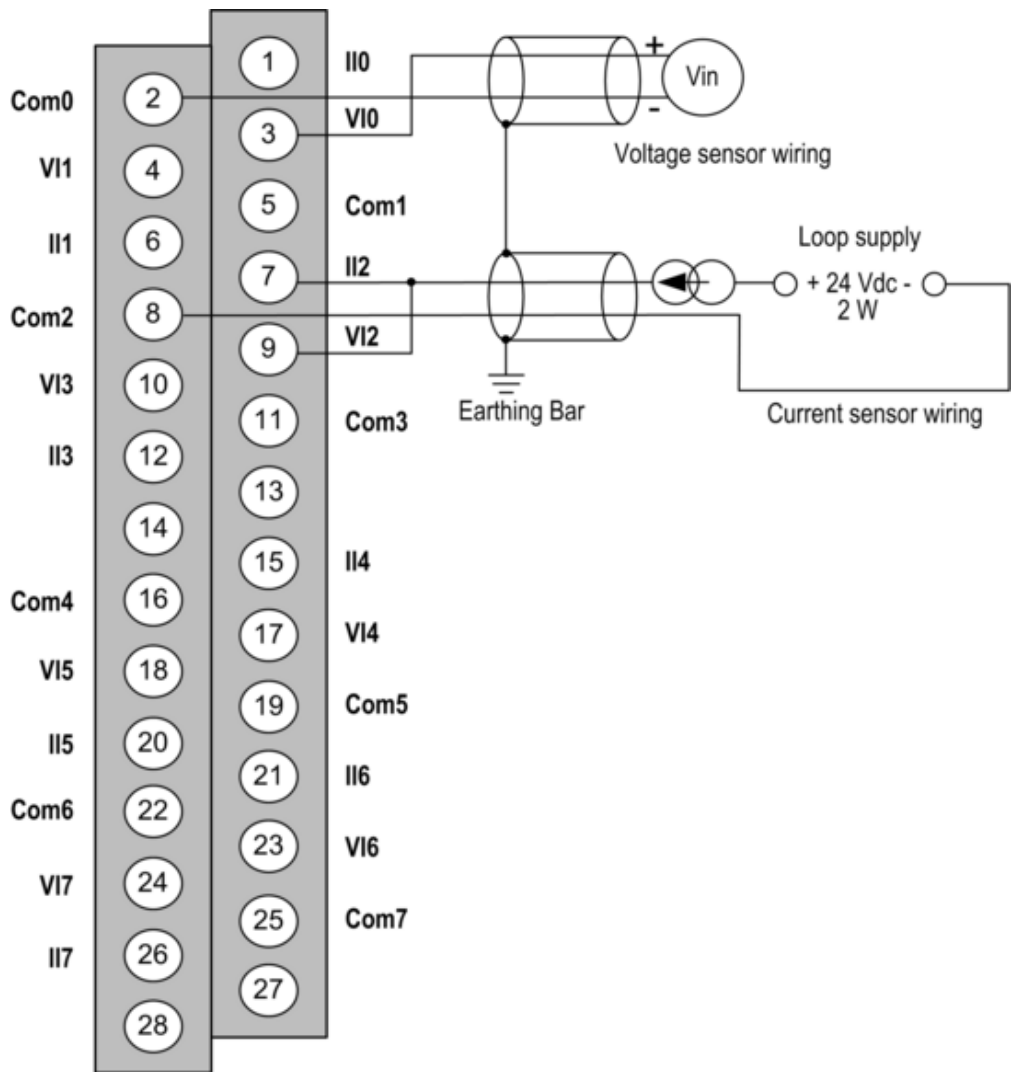 1
II0
+
Vin
Com0
2
-
3
VI0
Voltage sensor wiring
VI1
4
5
Com1
II1
6
Loop supply
7
II2
+ 24 Vdc -
2 W
Com2
8
9
VI2
VI3
10
Earthing Bar
Current sensor wiring
11
Com3
II3
12
13
14
15
II4
Com4
16
17
VI4
VI5
18
19
Com5
II5
20
21
II6
Com6
22
23
VI6
VI7
24
25
Com7
II7
26
27
28